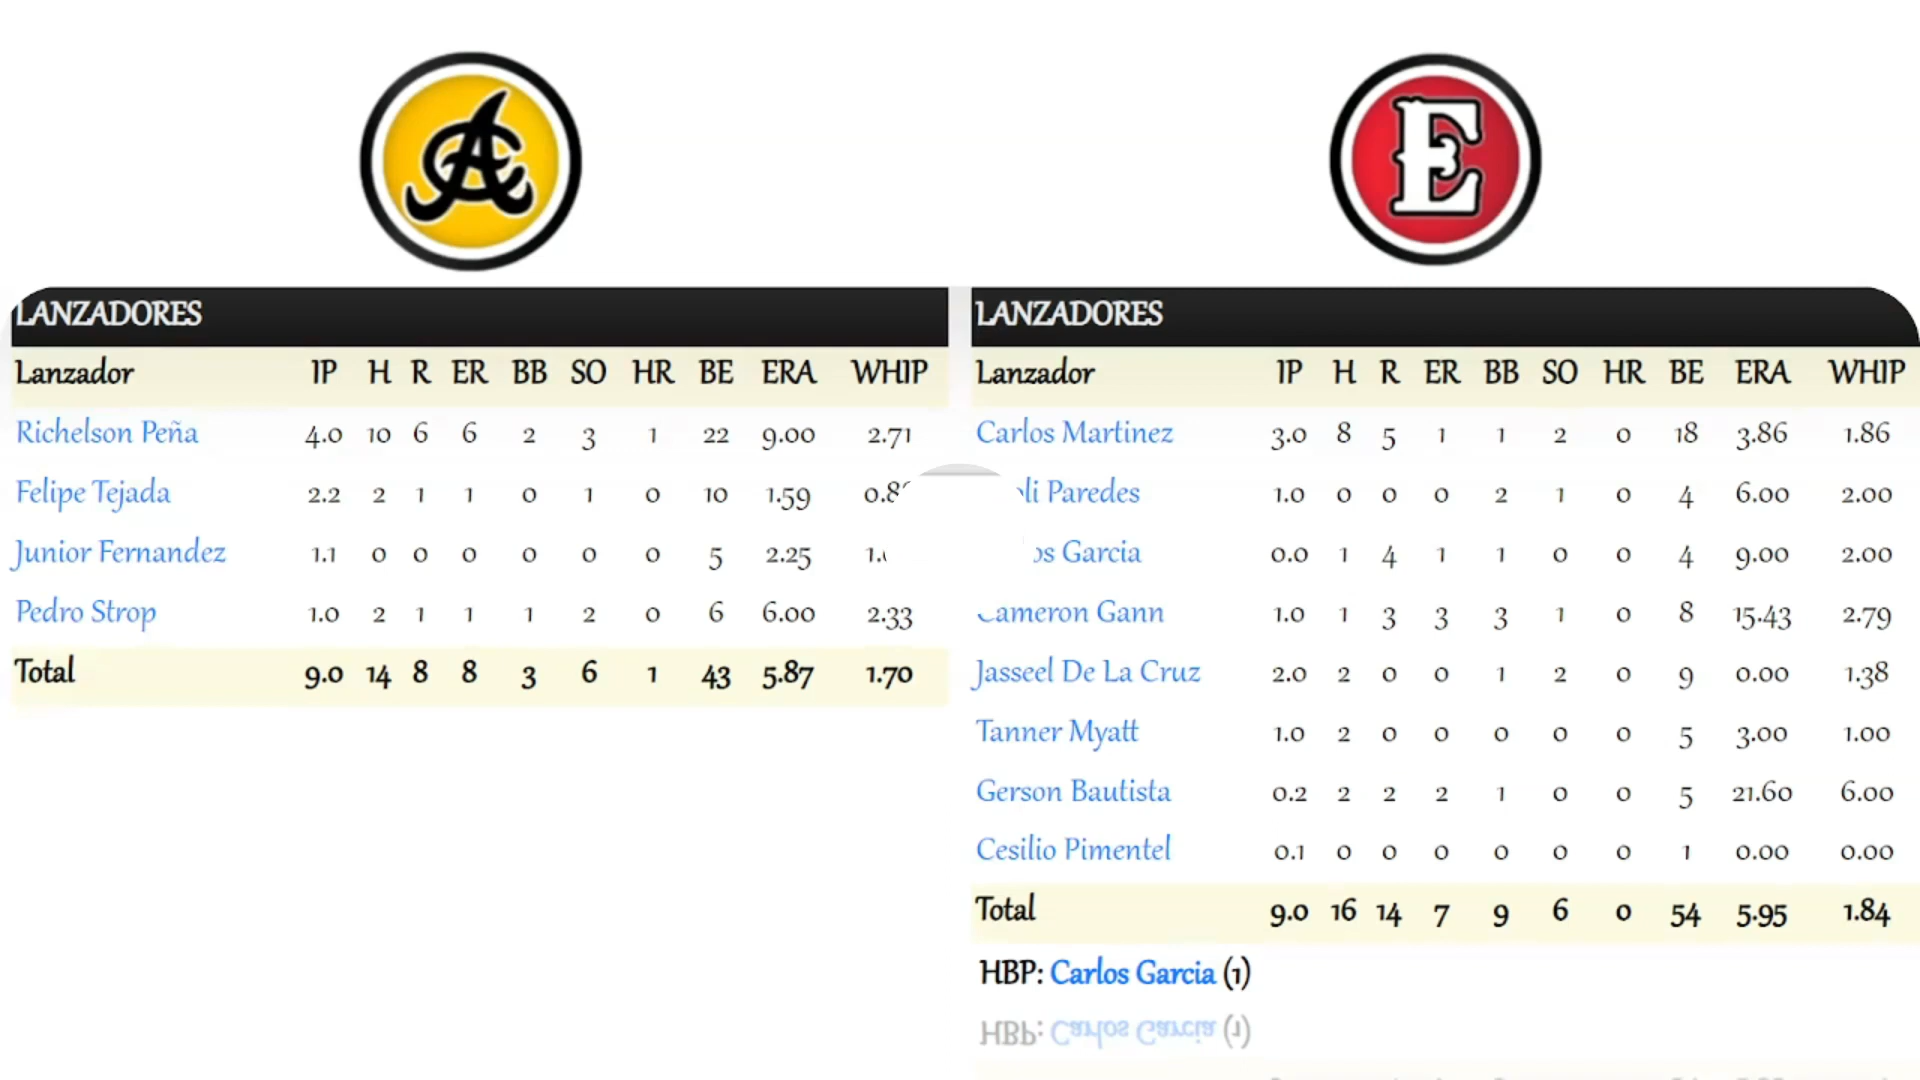 LANZADORES
Lanzador IP H R ER BB SO HR BE ERA WHIP
Richelson Peña 4.0 10 6 6 2 3 1 22 9.00 2.71
Felipe Tejada 2.2 2 1 1 0 1 0 10 1.59
Junior Fernandez 1.1 0 0 0 0 0 0 5 2.25
Pedro Strop 1.0 2 1 1 1 2 0 6 6.00 2.33
Total 9.0 14 8 8 3 6 1 43 5.87 1.70
LANZADORES
Lanzador IP H R ER BB SO HR BE ERA WHIP
Carlos Martinez 3.0 8 5 1 1 2 0 18 3.86 1.86
Paredes 1.0 0 0 0 2 1 0 4 6.00 2.00
Garcia 0.0 1 4 1 1 0 0 4 9.00 2.00
Cameron Gann 1.0 1 3 3 3 1 0 8 15.43 2.79
Jasseel De La Cruz 2.0 2 0 0 1 2 0 9 0.00 1.38
Tanner Myatt 1.0 2 0 0 0 0 0 5 3.00 1.00
Gerson Bautista 0.2 2 2 2 1 0 0 5 21.60 6.00
Cesilio Pimentel 0.1 0 0 0 0 0 0 1 0.00 0.00
Total 9.0 16 14 7 9 6 0 54 5.95 1.84
HBP: Carlos Garcia (1)